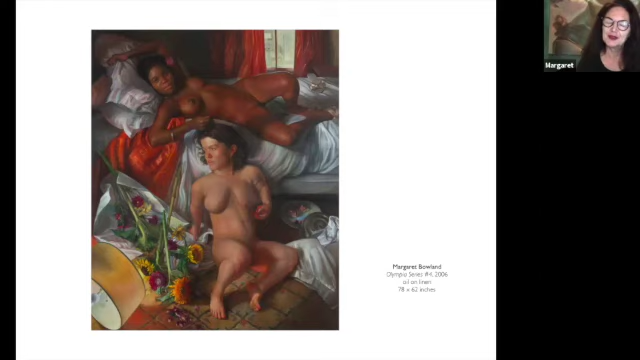 Margaret
Margaret Bowland
Olympia Series #4, 2006
oil on linen
78 × 62 inches